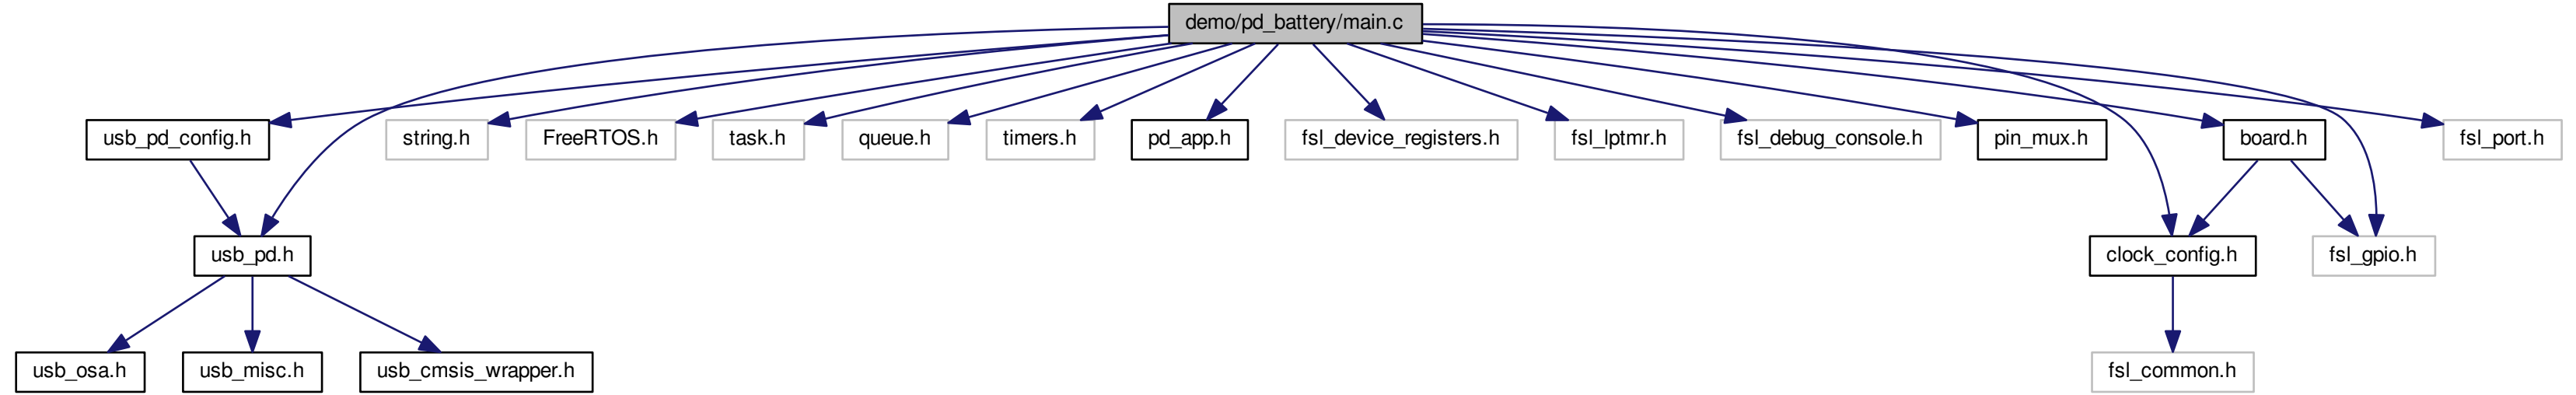 demo/pd_battery/main.c
usb_pd_config.h
string.h
FreeRTOS.h
task.h
queue.h
timers.h
pd_app.h
fsl_device_registers.h
fsl_lptmr.h
fsl_debug_console.h
pin_mux.h
board.h
fsl_port.h
usb_pd.h
clock_config.h
fsl_gpio.h
usb_osa.h
usb_misc.h
usb_cmsis_wrapper.h
fsl_common.h